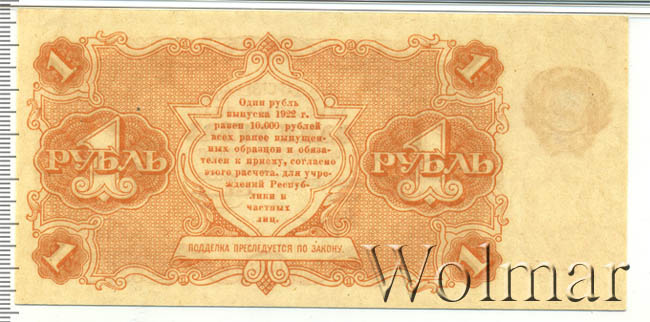 1
1
Один рубль
выпуска 1922 г.
равен 10.000 рублей
всех ранее выпущен-
ных образцов и обяза-
телен к приему, согласно
этого расчета, для учре-
ждений Республ-
лики и
частных
лиц.
1 РУБЛЬ
1 РУБЛЬ
ПОДДЕЛКА ПРЕСЛЕДУЕТСЯ ПО ЗАКОНУ.
1
1
Wolmar